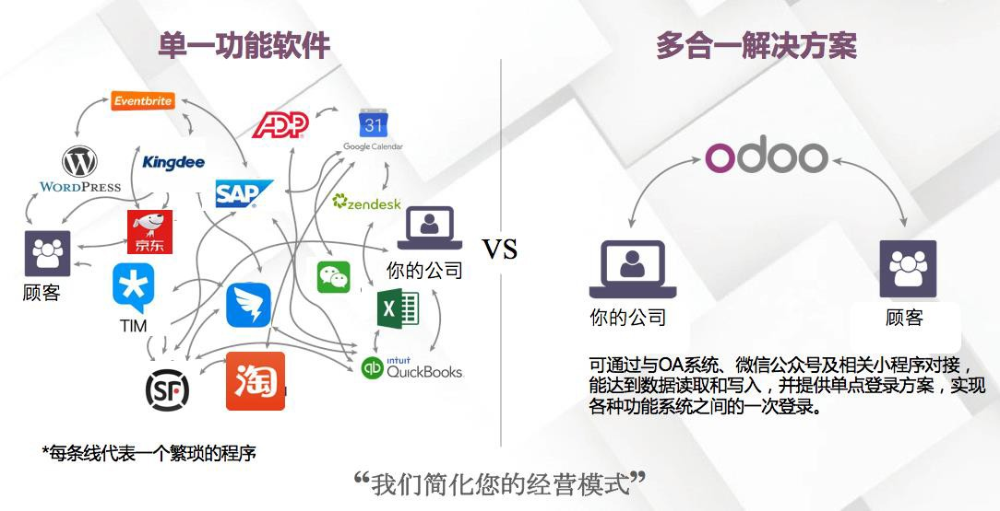 单一功能软件
多合一解决方案
Eventbrite
ADP
31
Google Calendar
WORDPRESS
Kingdee
SAP
zendesk
odoo
京东
你的公司
VS
顾客
TIM
X
intuit
qb QuickBooks
SF
淘
你的公司
顾客
可通过与OA系统、微信公众号及相关小程序对接，
能达到数据读取和写入，并提供单点登录方案，实现
各种功能系统之间的一次登录。
*每条线代表一个繁琐的程序
“我们简化您的经营模式”